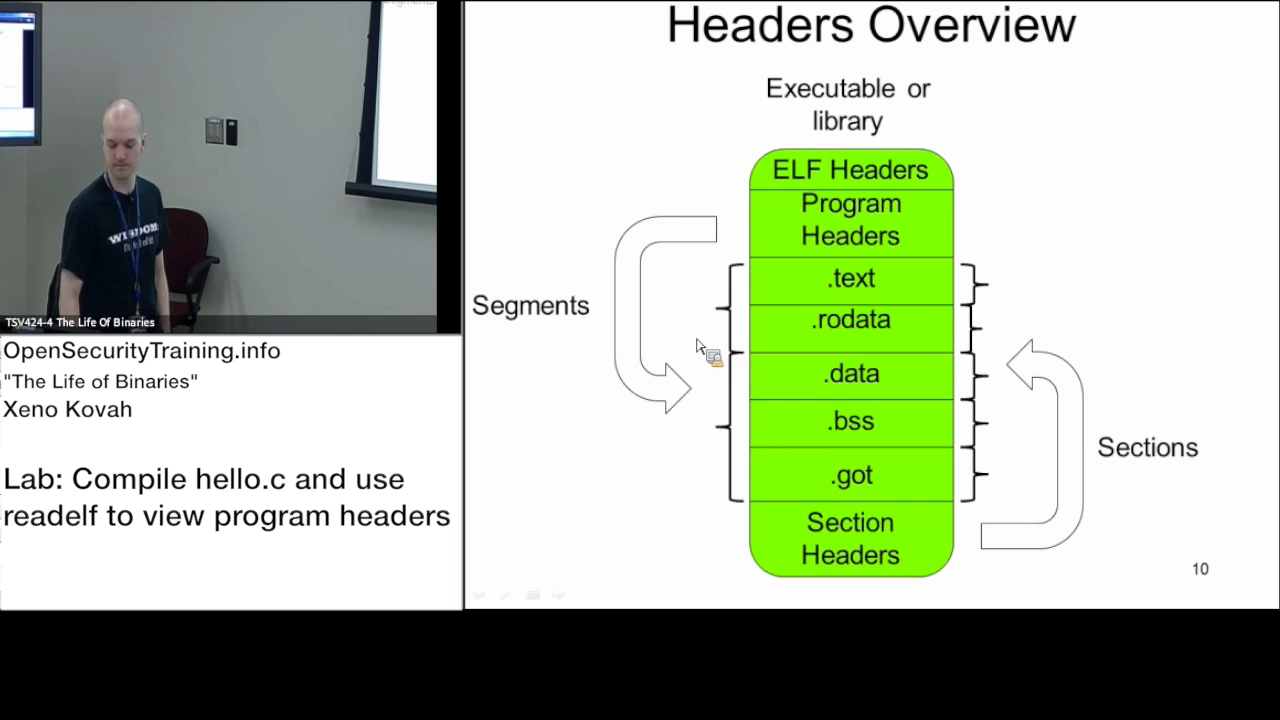 Segments
WISDOM
TSV424-4 The Life Of Binaries
OpenSecurityTraining.info
"The Life of Binaries"
Xeno Kovah
Lab: Compile hello.c and use
readelf to view program headers
Headers Overview
Executable or
library
ELF Headers
Program
Headers
.text
.rodata
.data
.bss
.got
Section
Headers
Segments
Sections
10